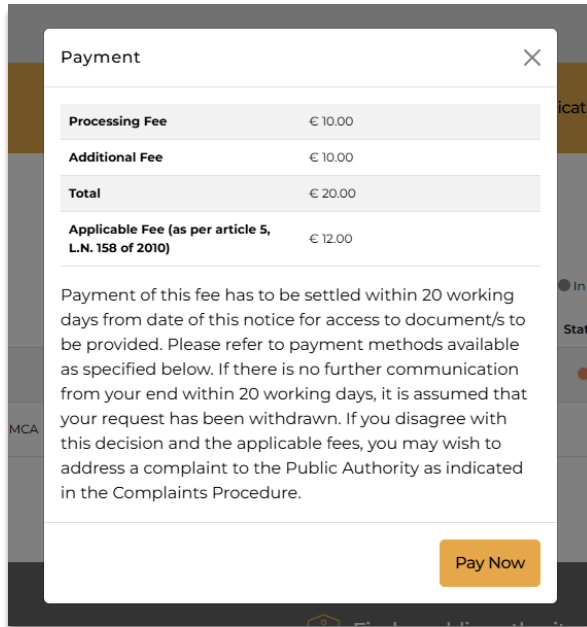 Payment
icat
Processing Fee € 10.00
Additional Fee € 10.00
Total € 20.00
Applicable Fee (as per article 5,
L.N. 158 of 2010) € 12.00
In
Stat
MCA
Payment of this fee has to be settled within 20 working
days from date of this notice for access to document/s to
be provided. Please refer to payment methods available
as specified below. If there is no further communication
from your end within 20 working days, it is assumed that
your request has been withdrawn. If you disagree with
this decision and the applicable fees, you may wish to
address a complaint to the Public Authority as indicated
in the Complaints Procedure.
Pay Now